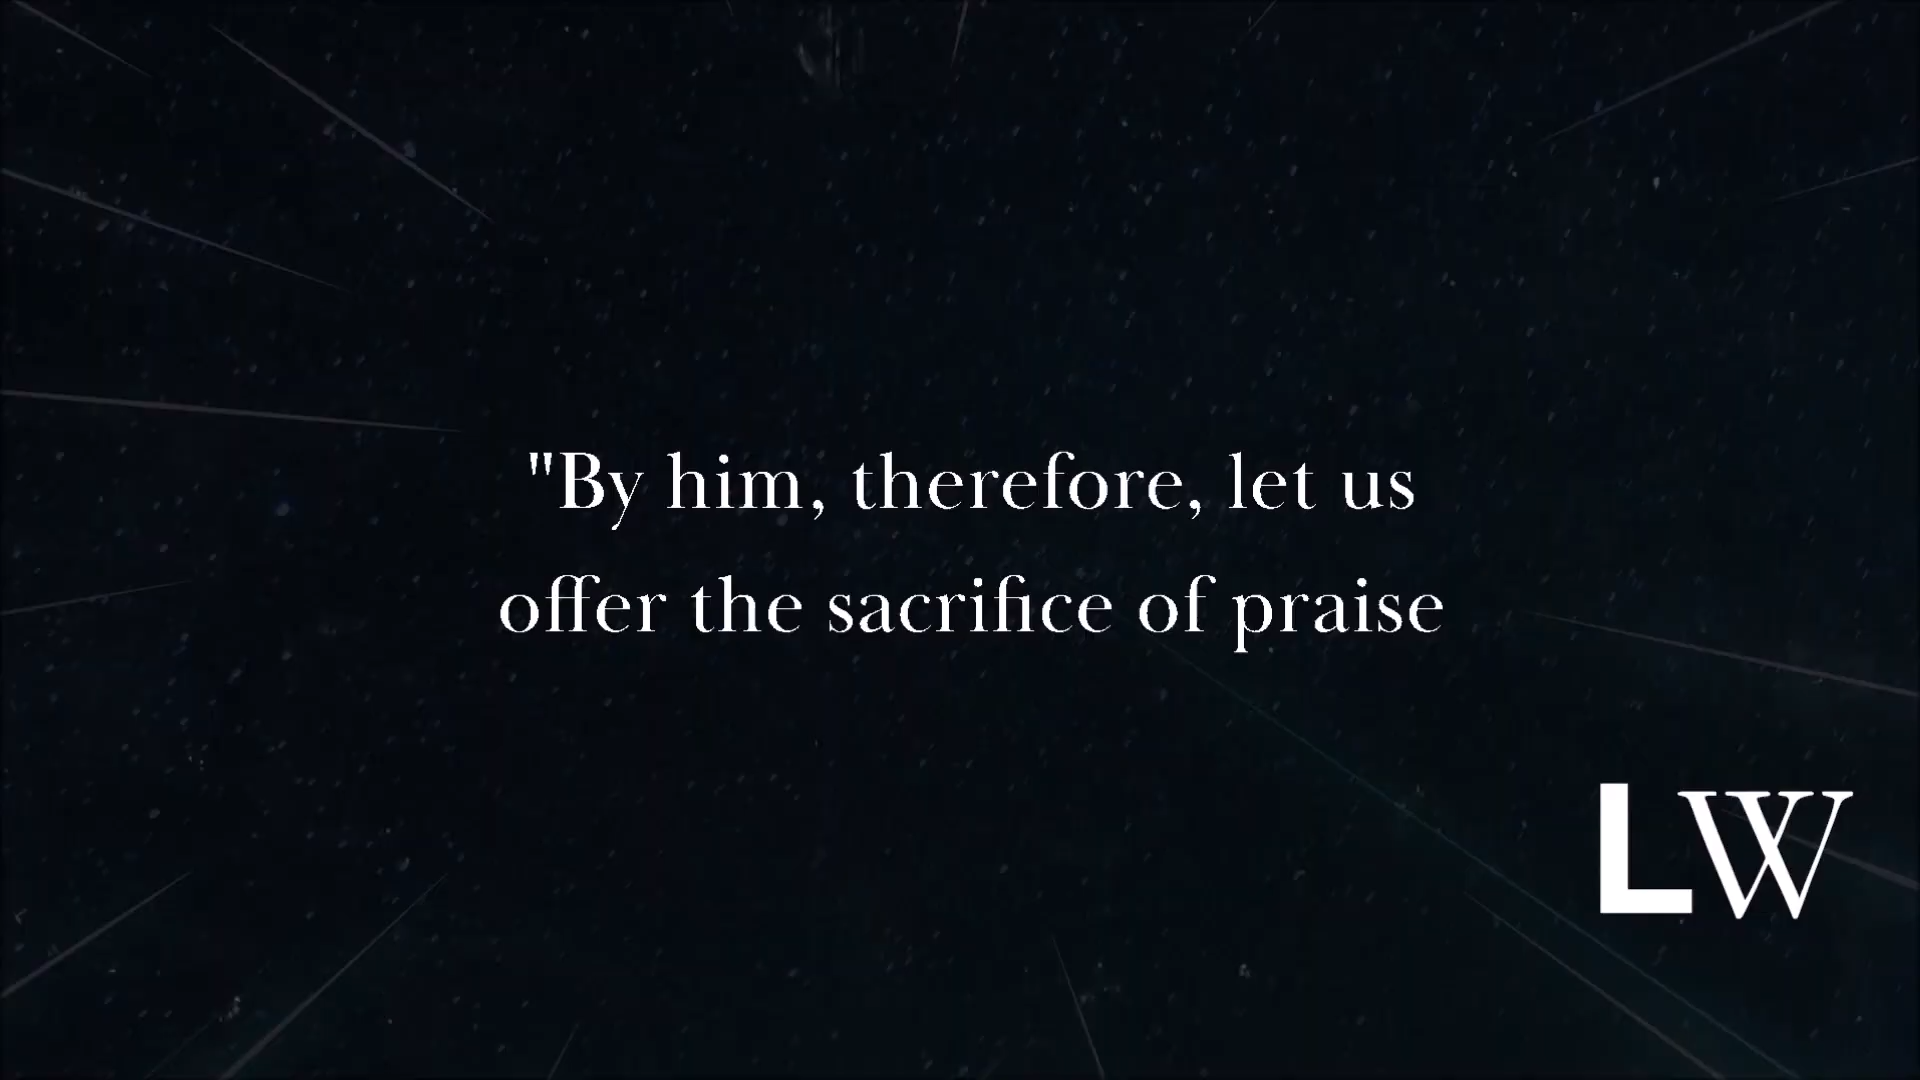 "By him, therefore, let us
offer the sacrifice of praise
LW